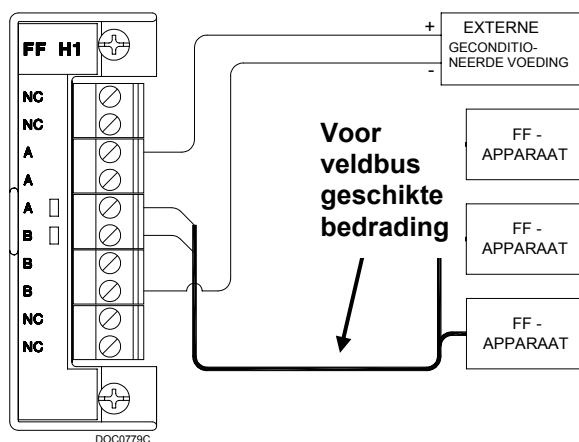 FF H1
NC
NC
A
A
A
B
B
B
NC
NC
DOC0779C
+
-
EXTERNE
GECONDITIO-
NEERDE VOEDING
Voor
veldbus
geschikte
bedrading
FF -
APPARAAT
FF -
APPARAAT
FF -
APPARAAT